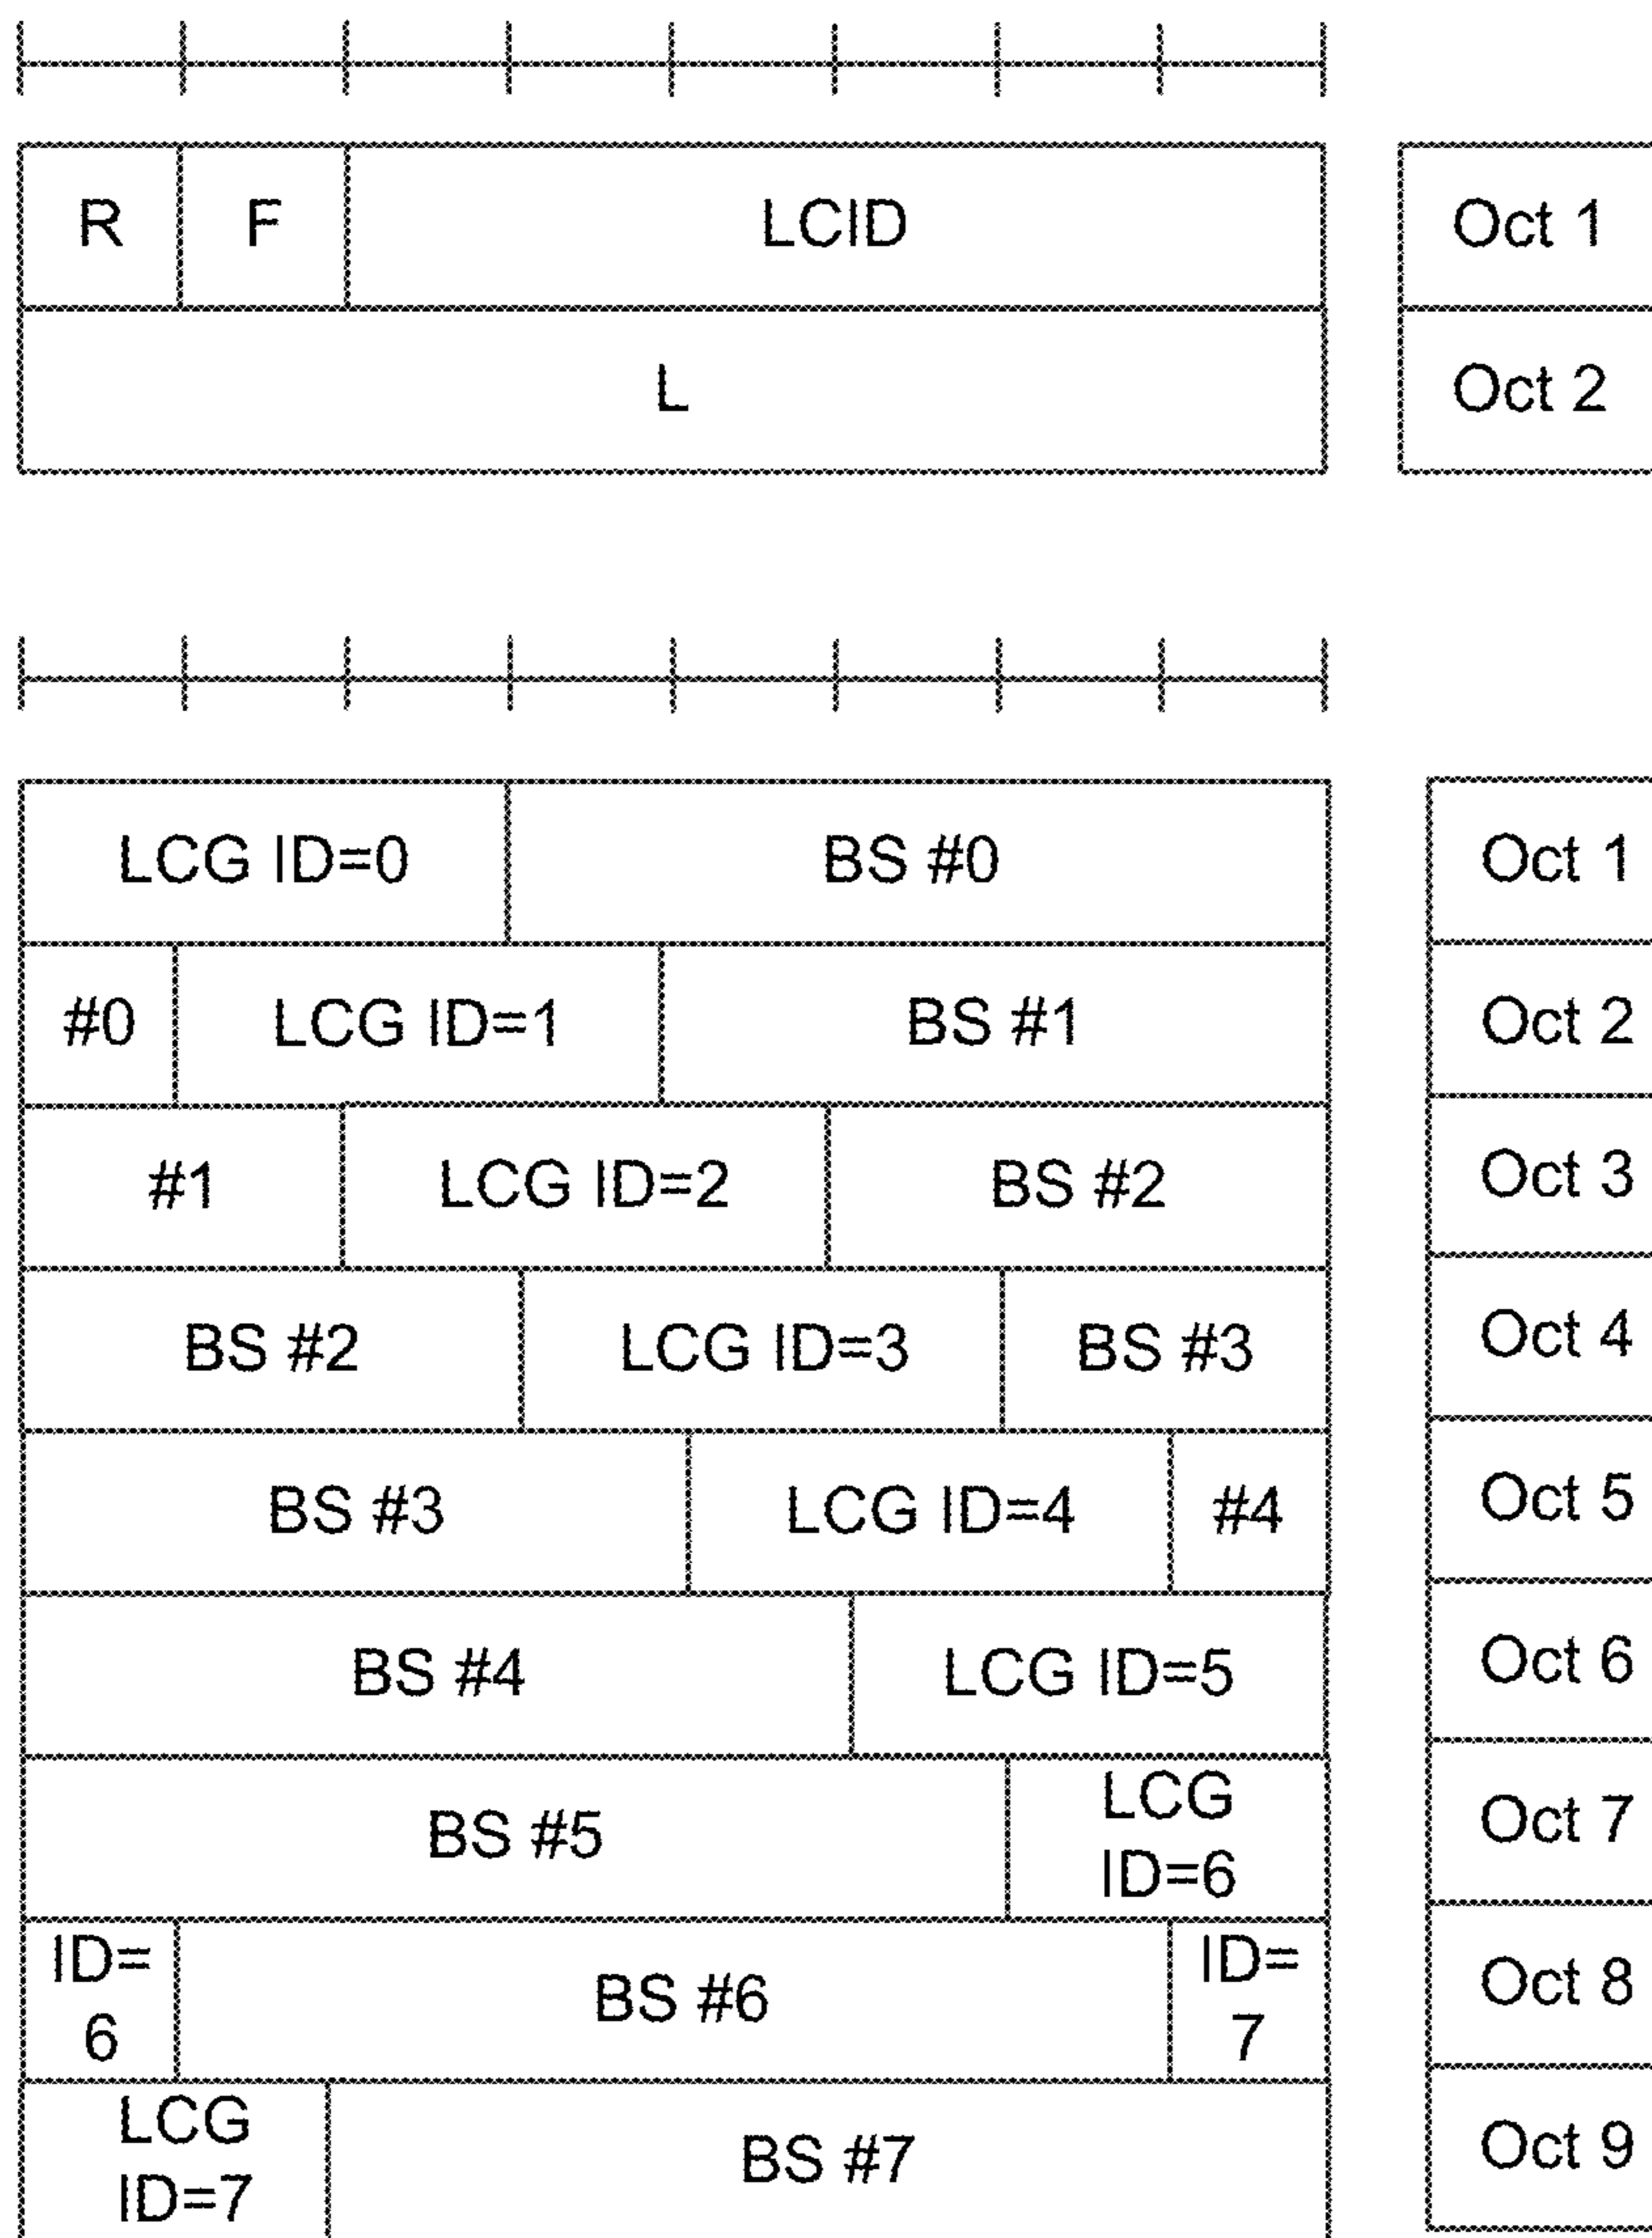 R F LCID Oct 1
L Oct 2
LCG ID=0 BS #0 Oct 1
#0 LCG ID=1 BS #1 Oct 2
#1 LCG ID=2 BS #2 Oct 3
BS #2 LCG ID=3 BS #3 Oct 4
BS #3 LCG ID=4 #4 Oct 5
BS #4 LCG ID=5 Oct 6
BS #5 LCG
ID=6 Oct 7
ID=
6 BS #6 ID=
7 Oct 8
LCG
ID=7 BS #7 Oct 9